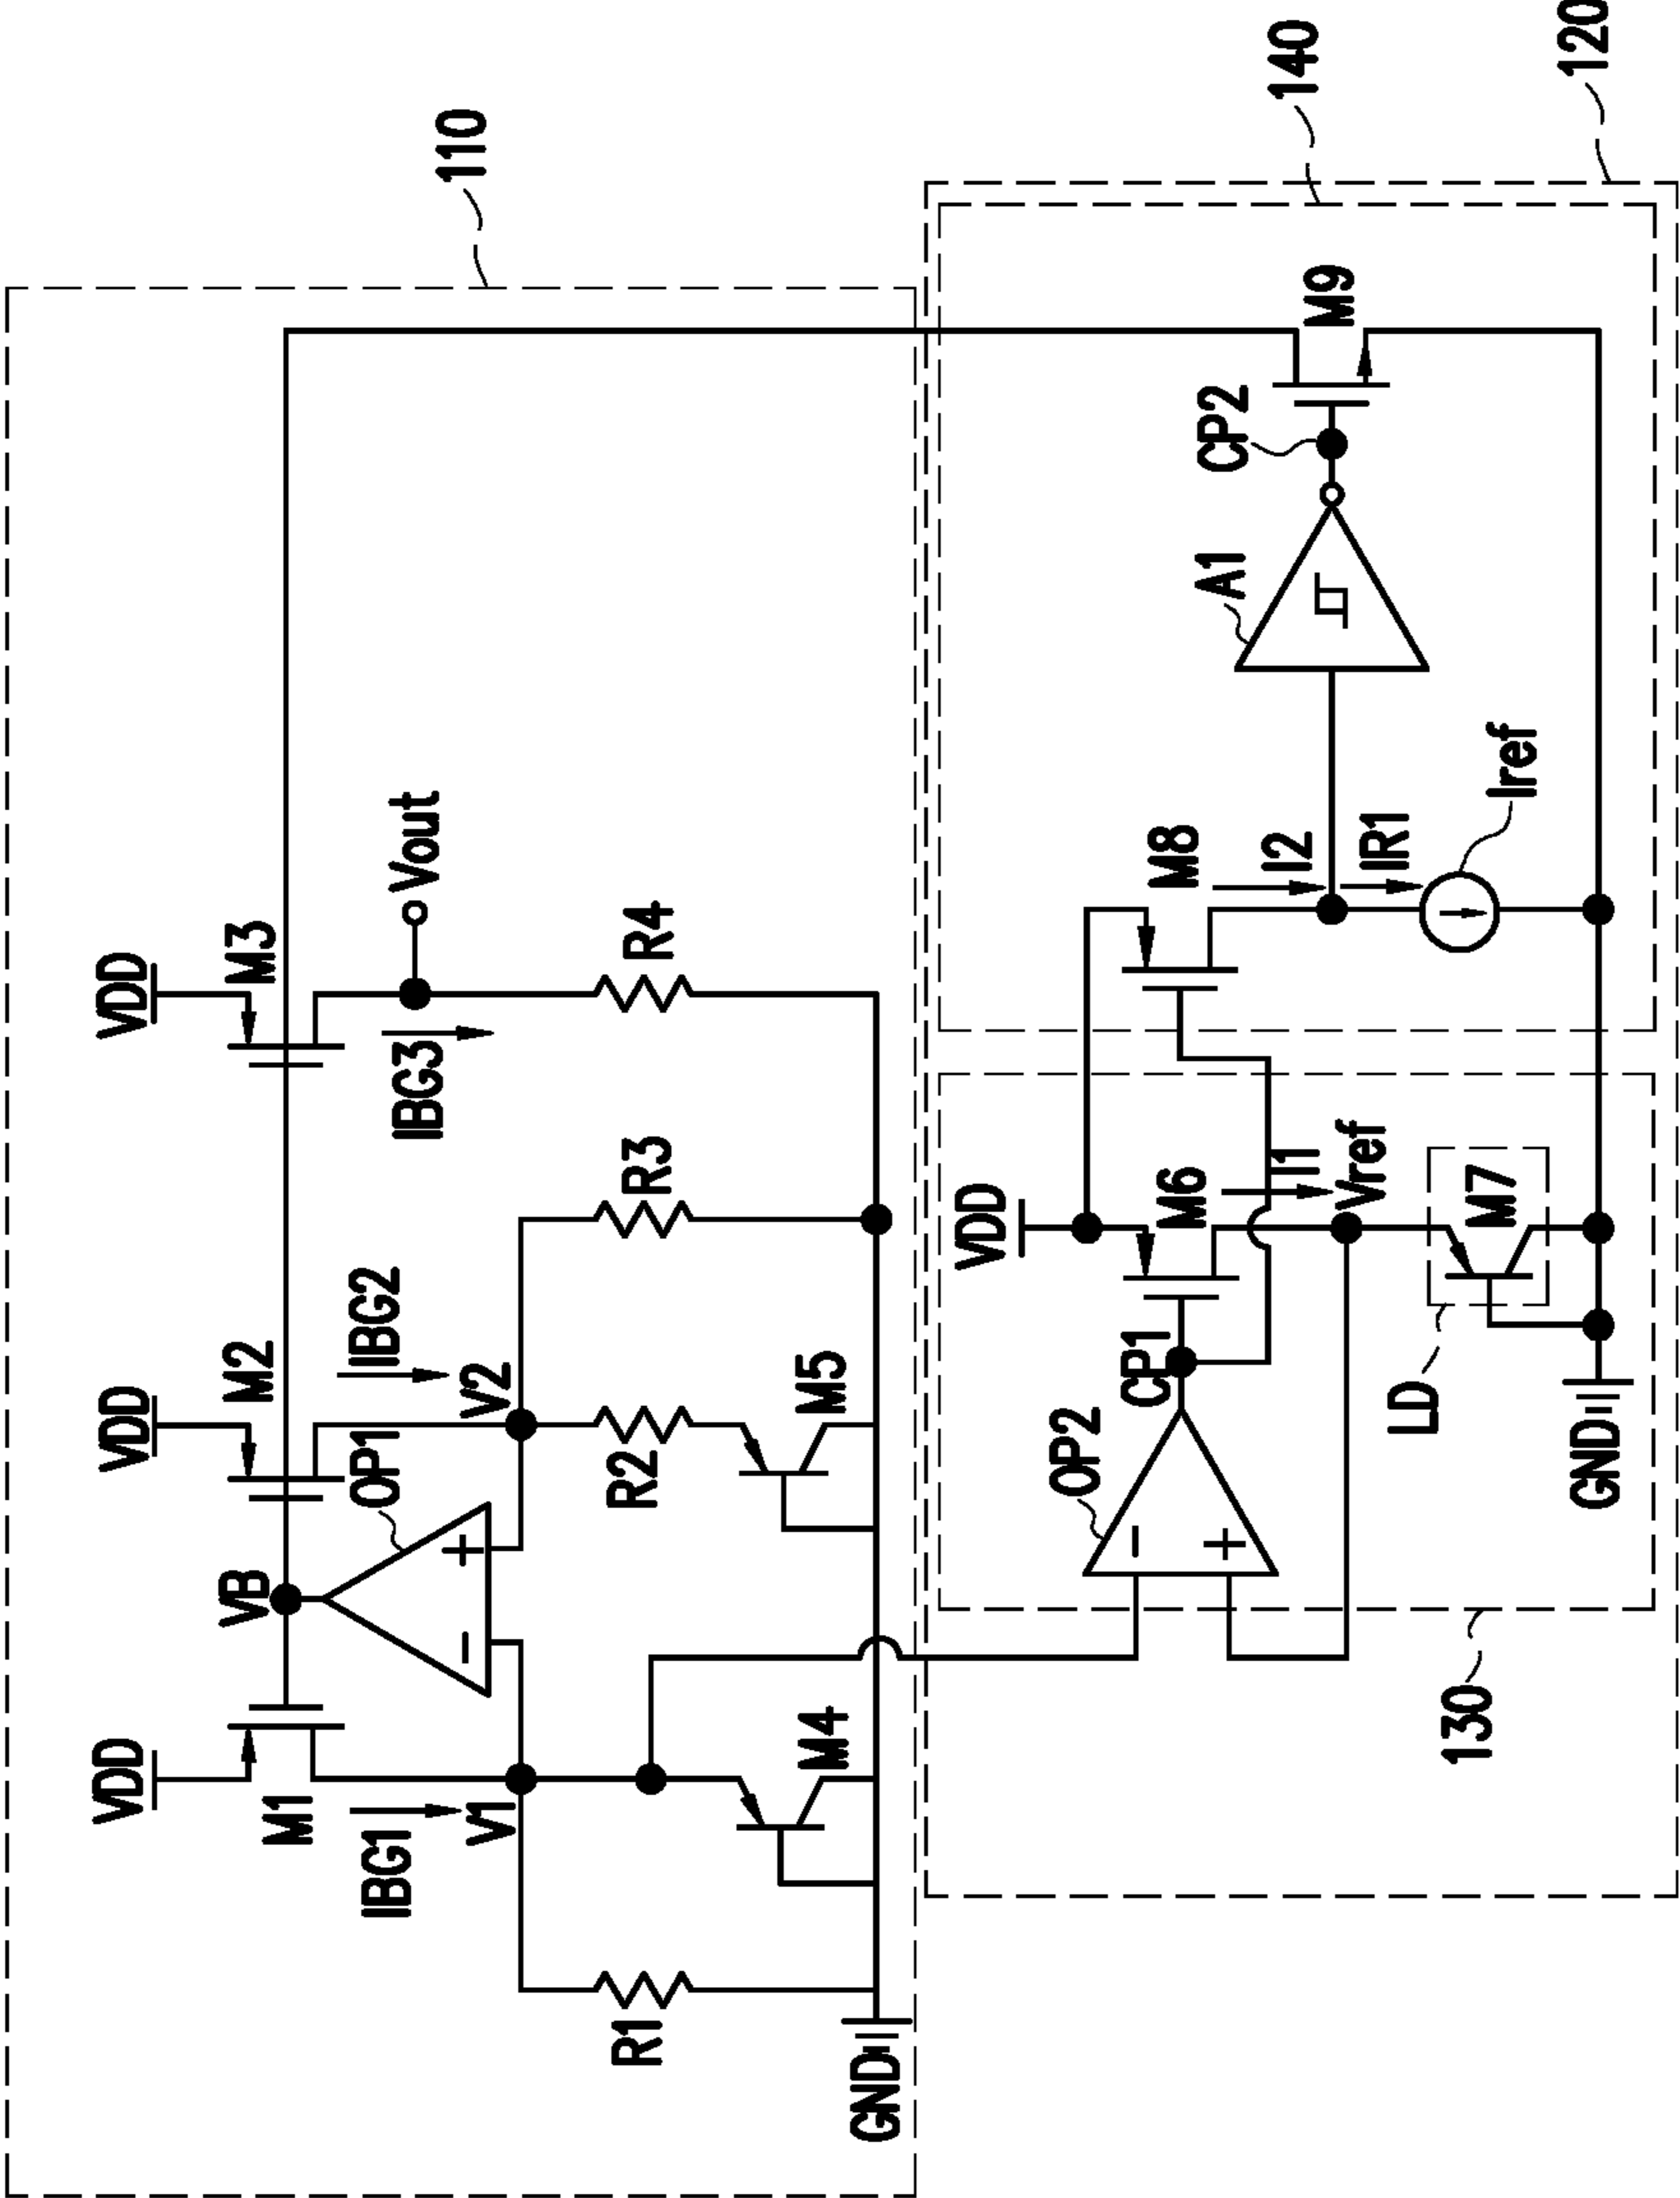 110
VDD
VDD
VDD
M1
VB
M2
M3
IBG1
OP1
IBG2
IBG3
Vout
V1
-
+
V2
R1
M4
R2
M5
R3
R4
GND
120
130
140
VDD
OP2
-
+
CP1
M6
I1
Vref
LD
M7
GND
M8
I2
IR1
Iref
A1
CP2
M9